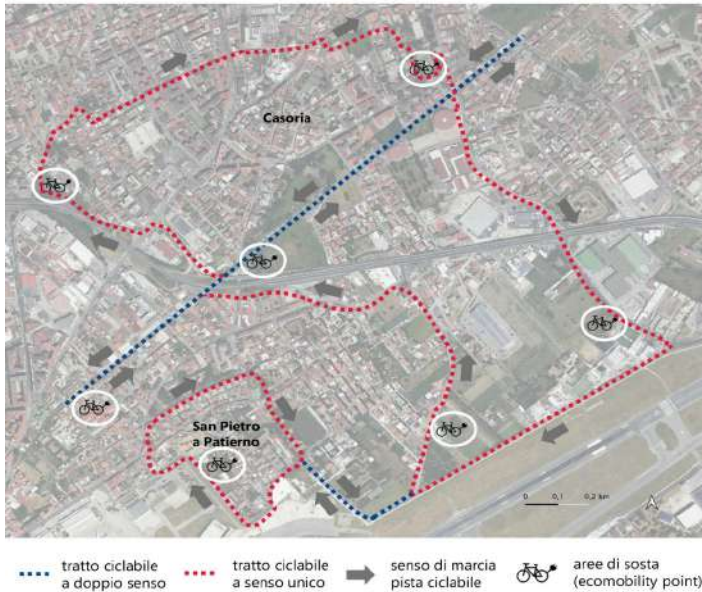 Casoria
San Pietro
a Patierno
0 0,1 0,2 km
tratto ciclabile
a doppio senso
tratto ciclabile
a senso unico
senso di marcia
pista ciclabile
aree di sosta
(ecomobility point)